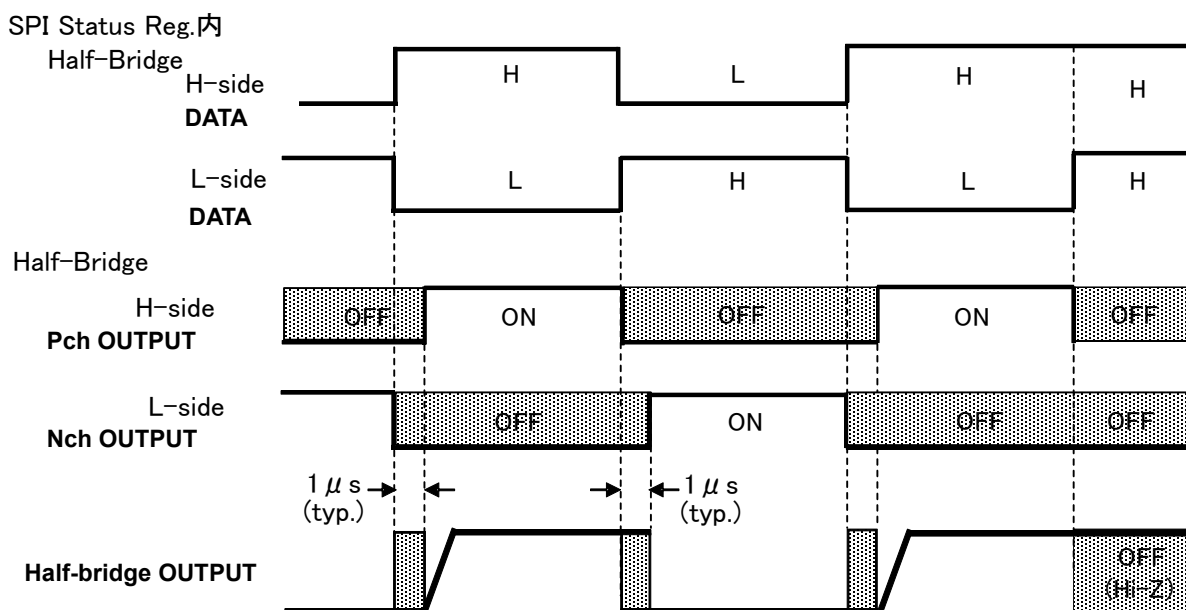 SPI Status Reg.内
Half-Bridge
H-side
DATA
H
L
H
H
L-side
DATA
L
H
L
H
Half-Bridge
H-side
Pch OUTPUT
OFF
ON
OFF
ON
OFF
L-side
Nch OUTPUT
OFF
ON
OFF
OFF
1μs
(typ.)
1μs
(typ.)
Half-bridge OUTPUT
OFF
(Hi-Z)